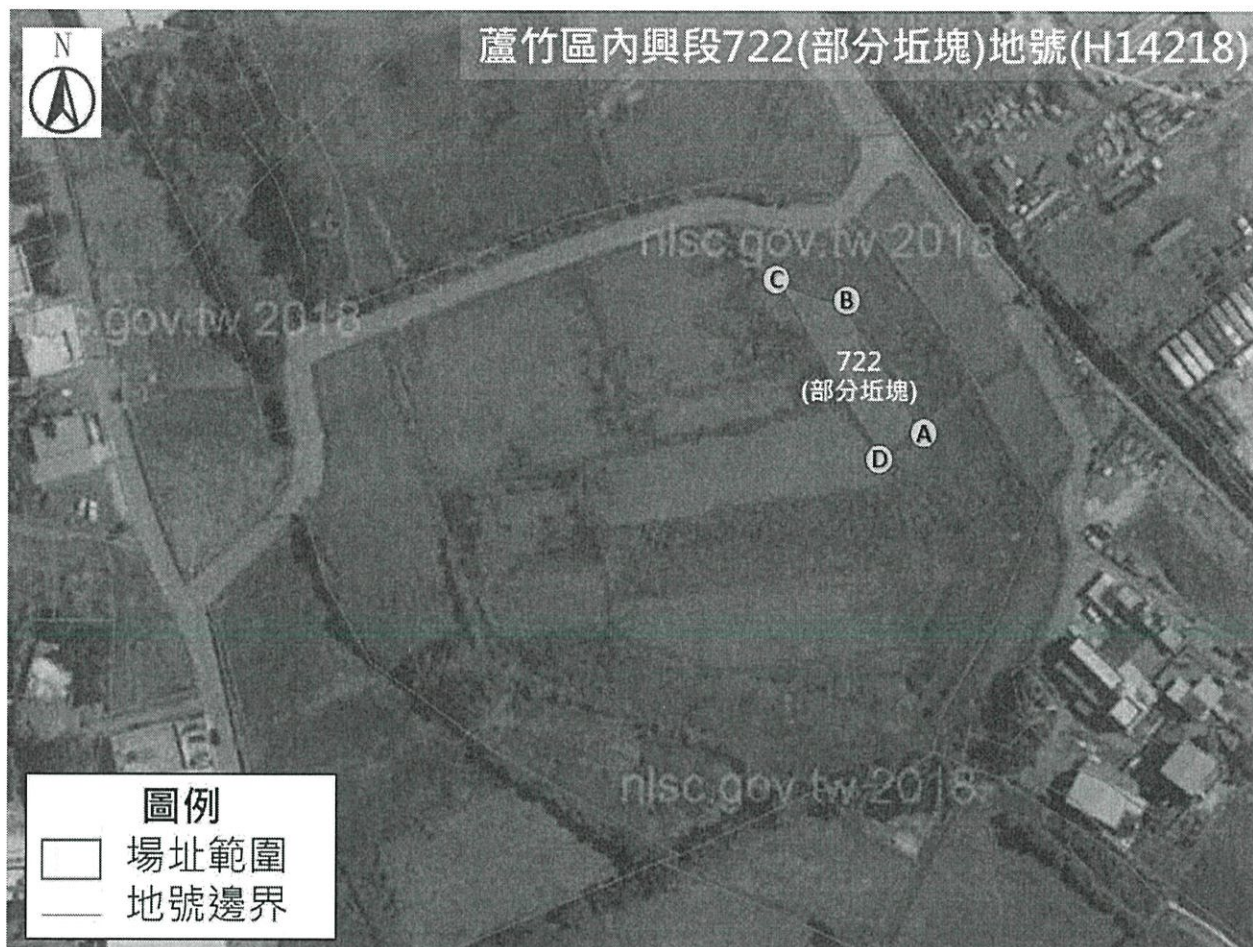 N
蘆竹區內興段722(部分坵塊)地號(H14218)
nlsc.gov.tw 2018
C
B
sc.gov.tw 2018
722
(部分坵塊)
A
D
nlsc.gov.tw 2018
圖例
場址範圍
地號邊界